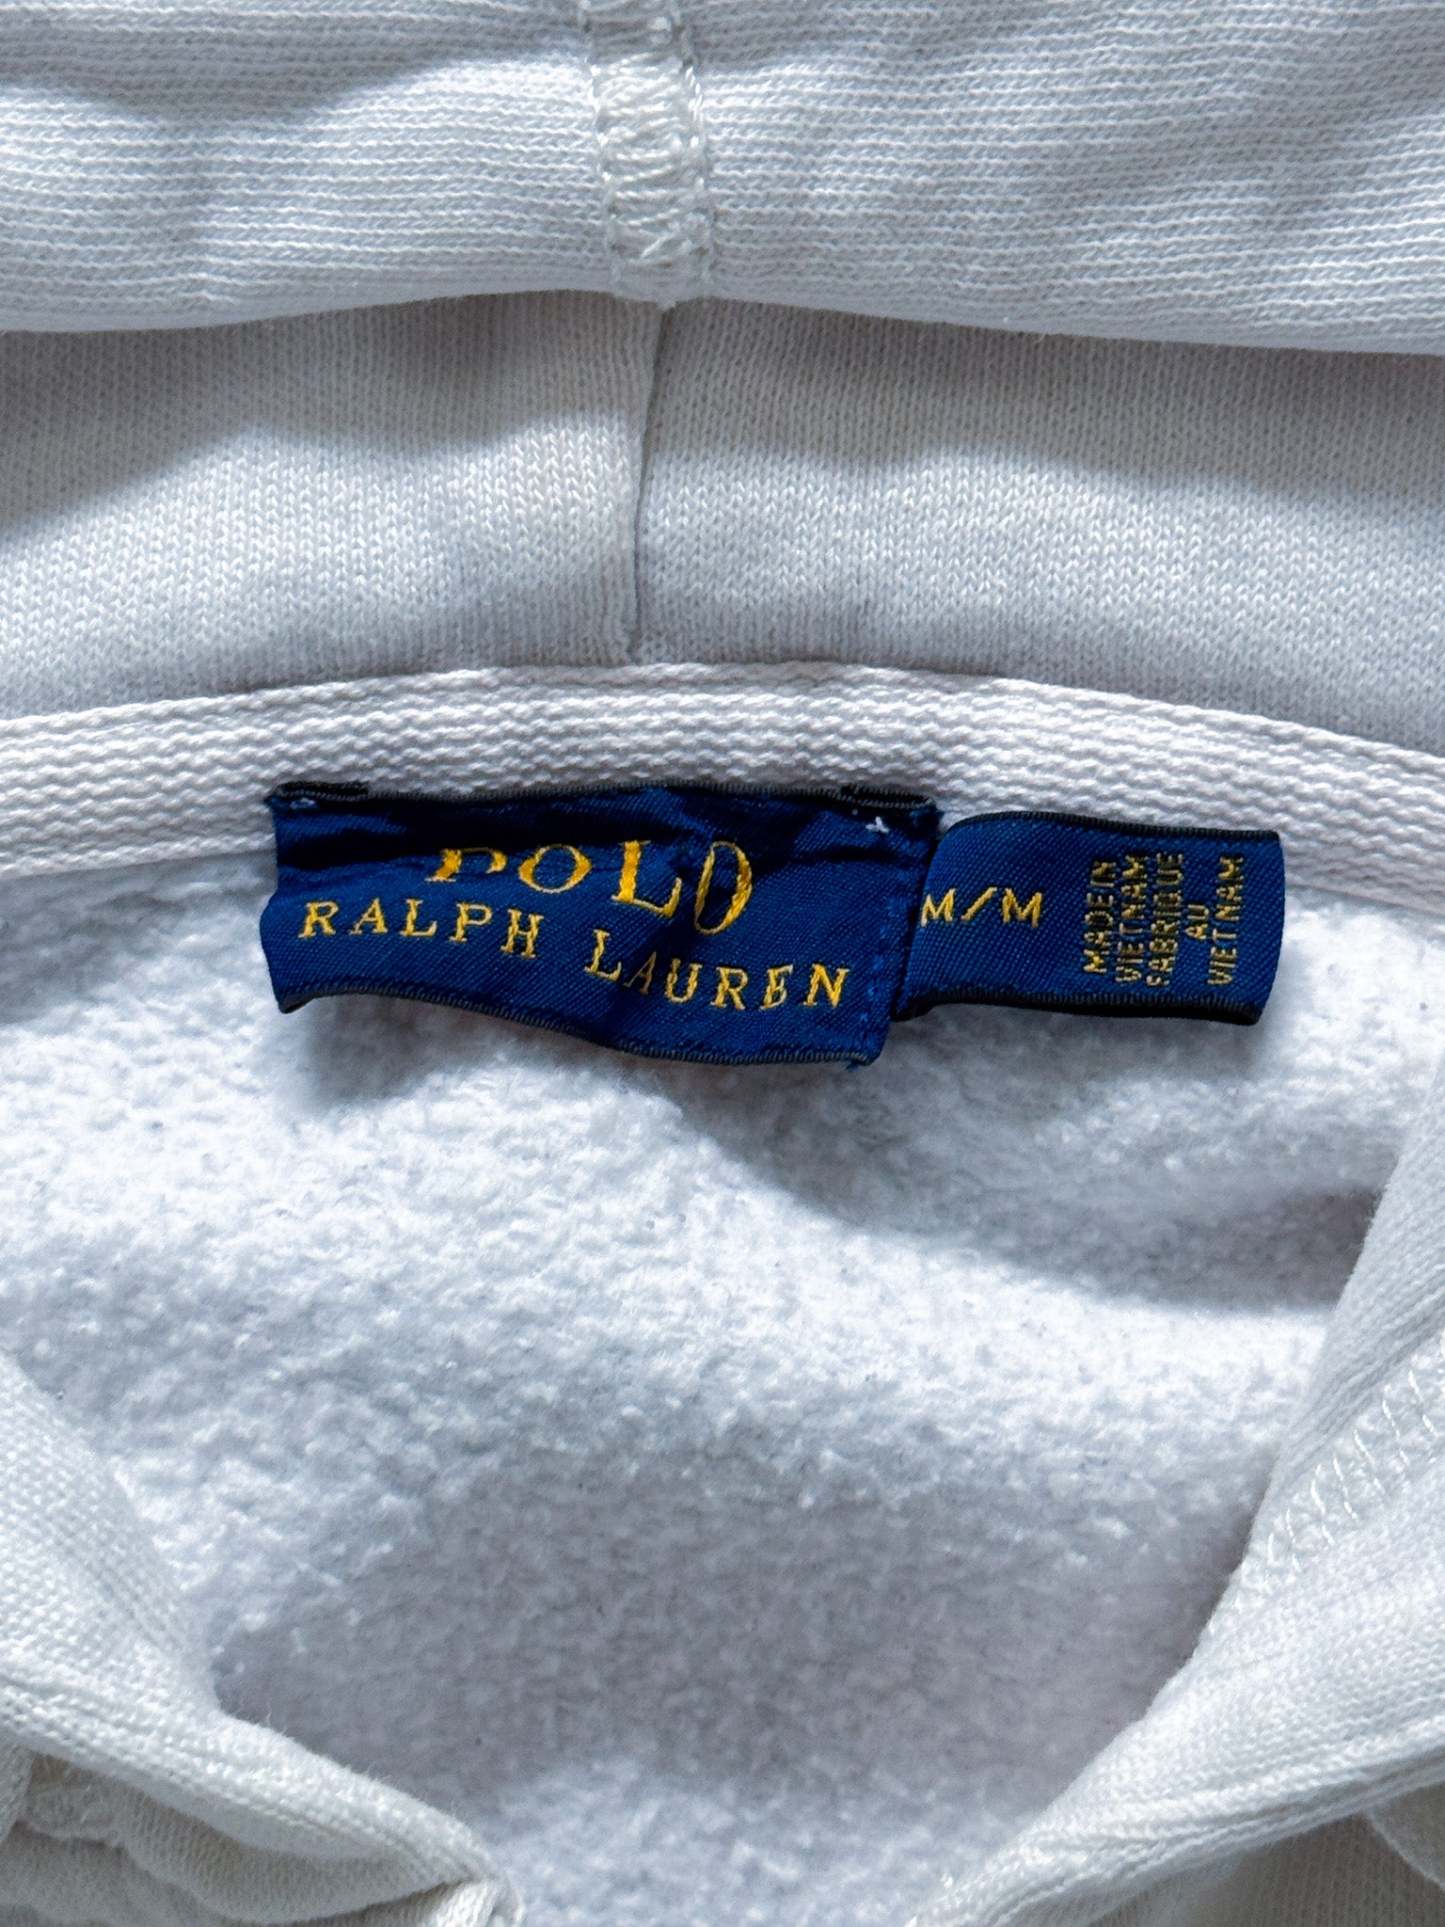 POLO
RALPH LAUREN
M/M
MADE IN
VIETNAM
FABRIQUE
AU
VIETNAM